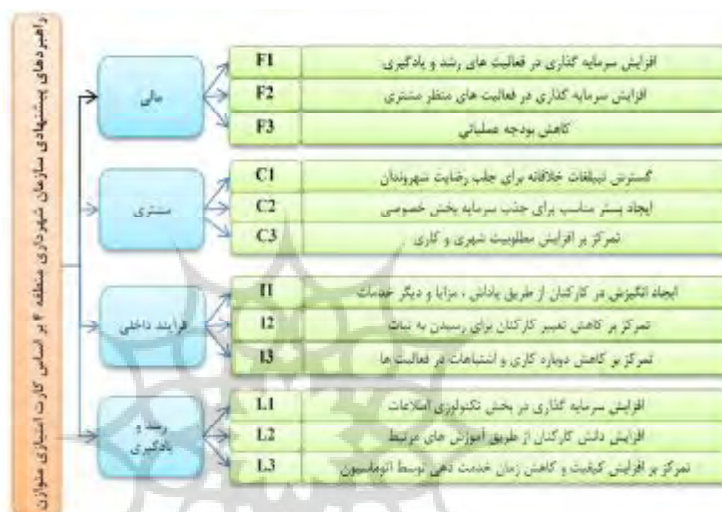 راهبردهای پیشنهادی سازمان شهرداری منطقه ۴ بر اساس کارت امتیازی متوازن
مالی
F1 افزایش سرمایه گذاری در فعالیت های رشد و یادگیری
F2 افزایش سرمایه گذاری در فعالیت های منظر مشتری
F3 کاهش بودجه عملیاتی
مشتری
C1 گسترش تبلیغات خلاقانه برای جلب رضایت شهروندان
C2 ایجاد بستر مناسب برای جذب سرمایه بخش خصوصی
C3 تمرکز بر افزایش مطلوبیت شهری و کاری
فرآیند داخلی
I1 ایجاد انگیزش در کارکنان از طریق پاداش ، مزایا و دیگر خدمات
I2 تمرکز بر کاهش تغییر کارکنان برای رسیدن به ثبات
I3 تمرکز بر کاهش دوباره کاری و اشتباهات در فعالیت ها
رشد و
یادگیری
L1 افزایش سرمایه گذاری در بخش تکنولوژی اطلاعات
L2 افزایش دانش کارکنان از طریق آموزش های مرتبط
L3 تمرکز بر افزایش کیفیت و کاهش زمان خدمت دهی توسط اتوماسیون